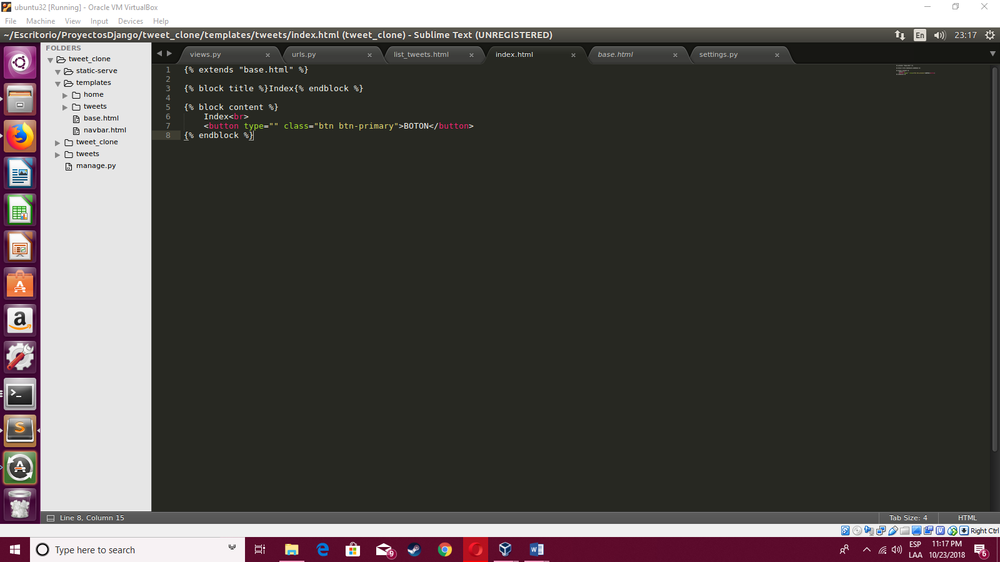 ubuntu32 [Running] - Oracle VM VirtualBox
File Machine View Input Devices Help
~/Escritorio/ProyectosDjango/tweet_clone/templates/tweets/index.html (tweet_clone) - Sublime Text (UNREGISTERED)
En 23:17
FOLDERS
tweet_clone
static-serve
templates
home
tweets
base.html
navbar.html
tweet_clone
tweets
manage.py
views.py urls.py list_tweets.html index.html base.html settings.py
1 {% extends "base.html" %}
2
3 {% block title %}Index{% endblock %}
4
5 {% block content %}
6 Index<br>
7 <button type="" class="btn btn-primary">BOTON</button>
8 {% endblock %}
Line 8, Column 15
Tab Size: 4 HTML
Right Ctrl
Type here to search
9
ESP
LAA
11:17 PM
10/23/2018
6